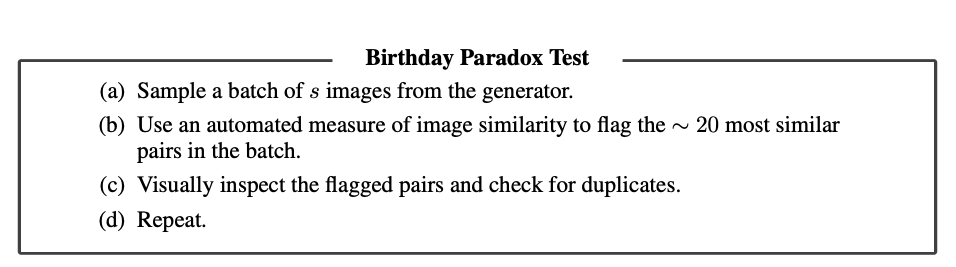 Birthday Paradox Test
(a) Sample a batch of s images from the generator.
(b) Use an automated measure of image similarity to flag the ∼ 20 most similar
pairs in the batch.
(c) Visually inspect the flagged pairs and check for duplicates.
(d) Repeat.